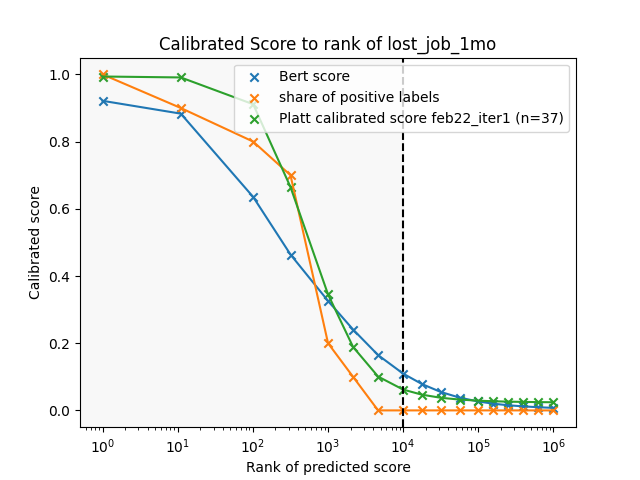 Calibrated Score to rank of lost_job_1mo
Bert score
share of positive labels
Platt calibrated score feb22_iter1 (n=37)
Calibrated score
1.0
0.8
0.6
0.4
0.2
0.0
10^0 10^1 10^2 10^3 10^4 10^5 10^6
Rank of predicted score